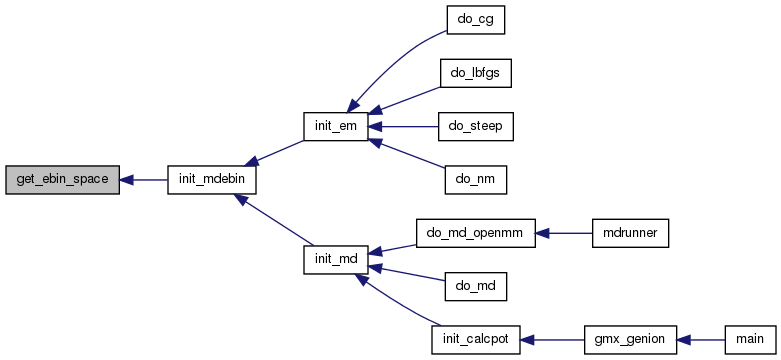 do_cg
do_lbfgs
init_em
do_steep
get_ebin_space
init_mdebin
do_nm
do_md_openmm
mdrunner
init_md
do_md
init_calcpot
gmx_genion
main